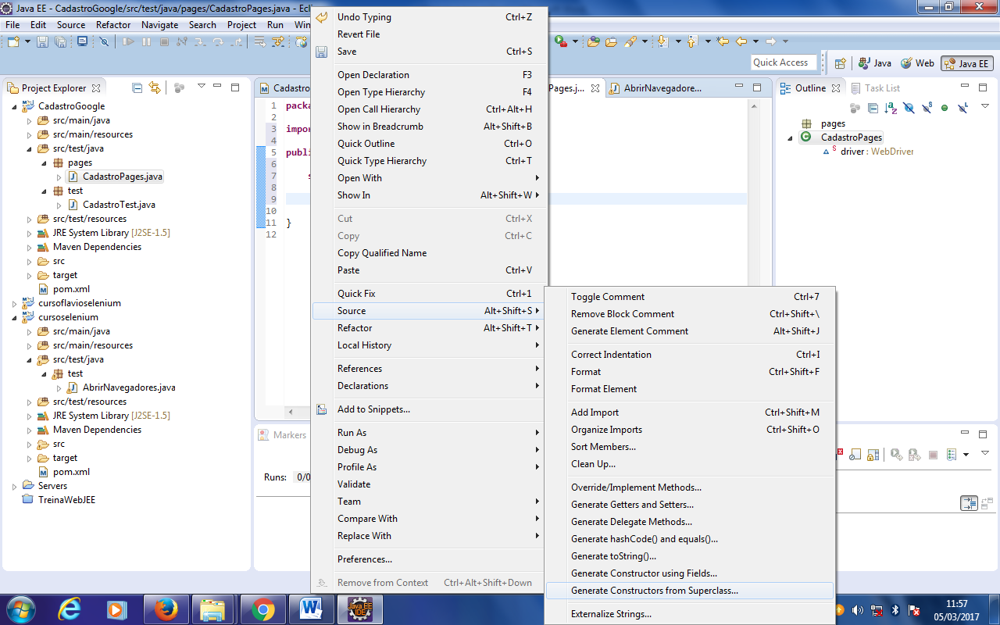 Java EE - CadastroGoogle/src/test/java/pages/CadastroPages.java - Ecl
File Edit Source Refactor Navigate Search Project Run Win
Quick Access
Java
Web
Java EE
Project Explorer
CadastroGoogle
src/main/java
src/main/resources
src/test/java
pages
CadastroPages.java
test
CadastroTest.java
src/test/resources
JRE System Library [J2SE-1.5]
Maven Dependencies
src
target
pom.xml
cursoflavioselenium
cursoselenium
src/main/java
src/main/resources
src/test/java
test
AbrirNavegadores.java
src/test/resources
JRE System Library [J2SE-1.5]
Maven Dependencies
src
target
pom.xml
Servers
TreinaWebJEE
Cadastro
Pages.j...
AbrirNavegadore...
1 packa
2
3 impor
4
5 publi
6
7 s
8
9
10
11 }
12
Markers
Runs: 0/0
Undo Typing Ctrl+Z
Revert File
Save Ctrl+S
Open Declaration F3
Open Type Hierarchy F4
Open Call Hierarchy Ctrl+Alt+H
Show in Breadcrumb Alt+Shift+B
Quick Outline Ctrl+O
Quick Type Hierarchy Ctrl+T
Open With
Show In Alt+Shift+W
Cut Ctrl+X
Copy Ctrl+C
Copy Qualified Name
Paste Ctrl+V
Quick Fix Ctrl+1
Source Alt+Shift+S
Refactor Alt+Shift+T
Local History
References
Declarations
Add to Snippets...
Run As
Debug As
Profile As
Validate
Team
Compare With
Replace With
Preferences...
Remove from Context Ctrl+Alt+Shift+Down
Toggle Comment Ctrl+7
Remove Block Comment Ctrl+Shift+\
Generate Element Comment Alt+Shift+J
Correct Indentation Ctrl+I
Format Ctrl+Shift+F
Format Element
Add Import Ctrl+Shift+M
Organize Imports Ctrl+Shift+O
Sort Members...
Clean Up...
Override/Implement Methods...
Generate Getters and Setters...
Generate Delegate Methods...
Generate hashCode() and equals()...
Generate toString()...
Generate Constructor using Fields...
Generate Constructors from Superclass...
Externalize Strings...
Outline
Task List
pages
CadastroPages
driver : WebDriver
Java EE
IDE
11:57
05/03/2017